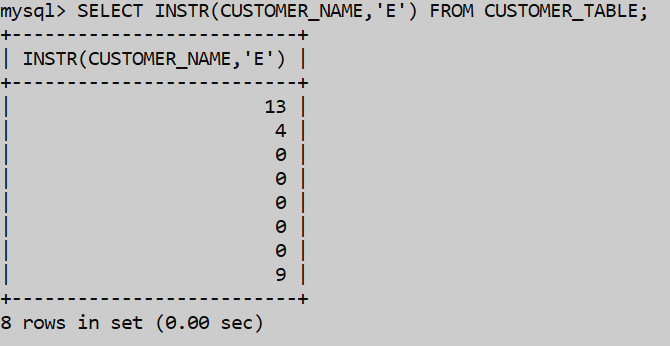 mysql> SELECT INSTR(CUSTOMER_NAME,'E') FROM CUSTOMER_TABLE;
+--------------------------+
| INSTR(CUSTOMER_NAME,'E') |
+--------------------------+
|                       13 |
|                        4 |
|                        0 |
|                        0 |
|                        0 |
|                        0 |
|                        0 |
|                        9 |
+--------------------------+
8 rows in set (0.00 sec)